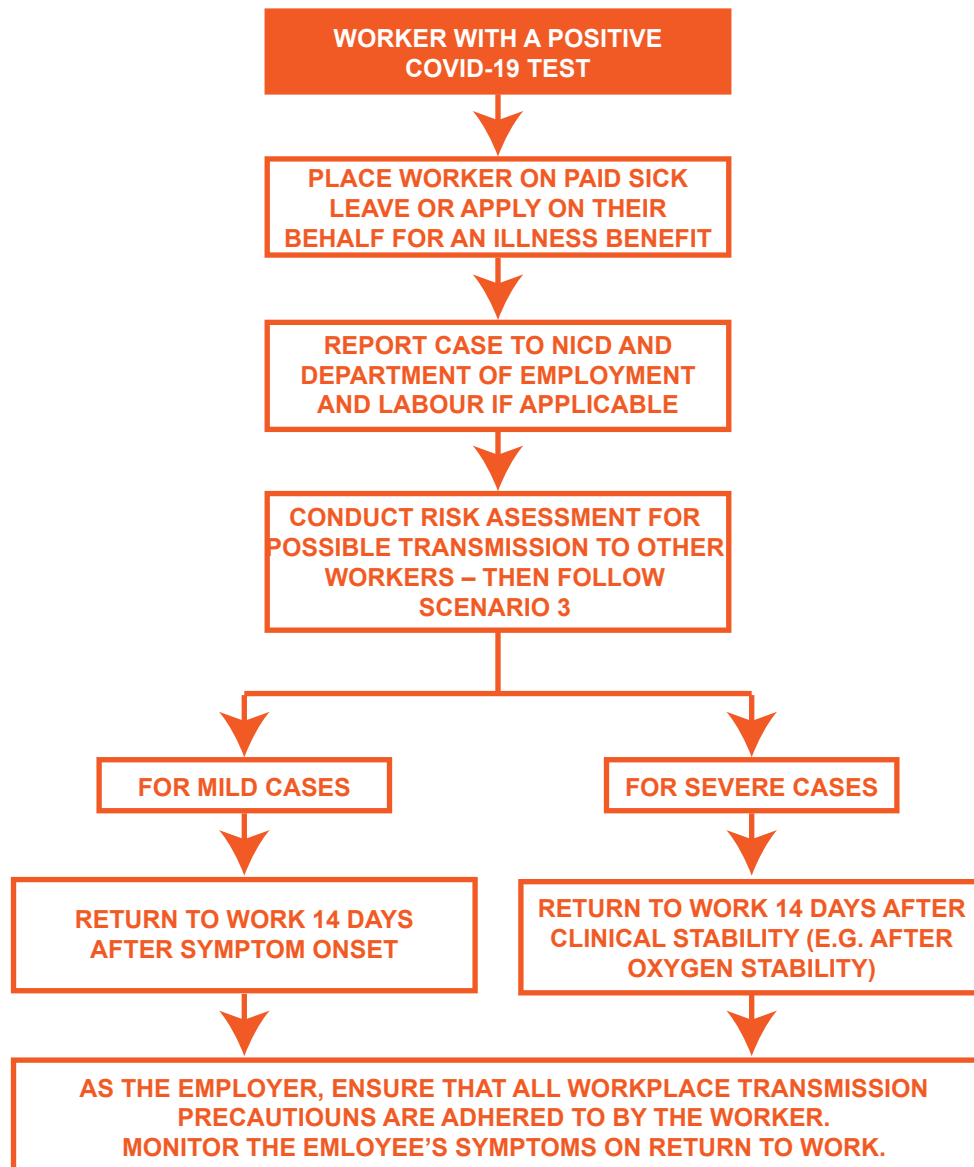 WORKER WITH A POSITIVE
COVID-19 TEST
PLACE WORKER ON PAID SICK
LEAVE OR APPLY ON THEIR
BEHALF FOR AN ILLNESS BENEFIT
REPORT CASE TO NICD AND
DEPARTMENT OF EMPLOYMENT
AND LABOUR IF APPLICABLE
CONDUCT RISK ASESSMENT FOR
POSSIBLE TRANSMISSION TO OTHER
WORKERS – THEN FOLLOW
SCENARIO 3
FOR MILD CASES
FOR SEVERE CASES
RETURN TO WORK 14 DAYS
AFTER SYMPTOM ONSET
RETURN TO WORK 14 DAYS AFTER
CLINICAL STABILITY (E.G. AFTER
OXYGEN STABILITY)
AS THE EMPLOYER, ENSURE THAT ALL WORKPLACE TRANSMISSION
PRECAUTIOUNS ARE ADHERED TO BY THE WORKER.
MONITOR THE EMLOYEE'S SYMPTOMS ON RETURN TO WORK.